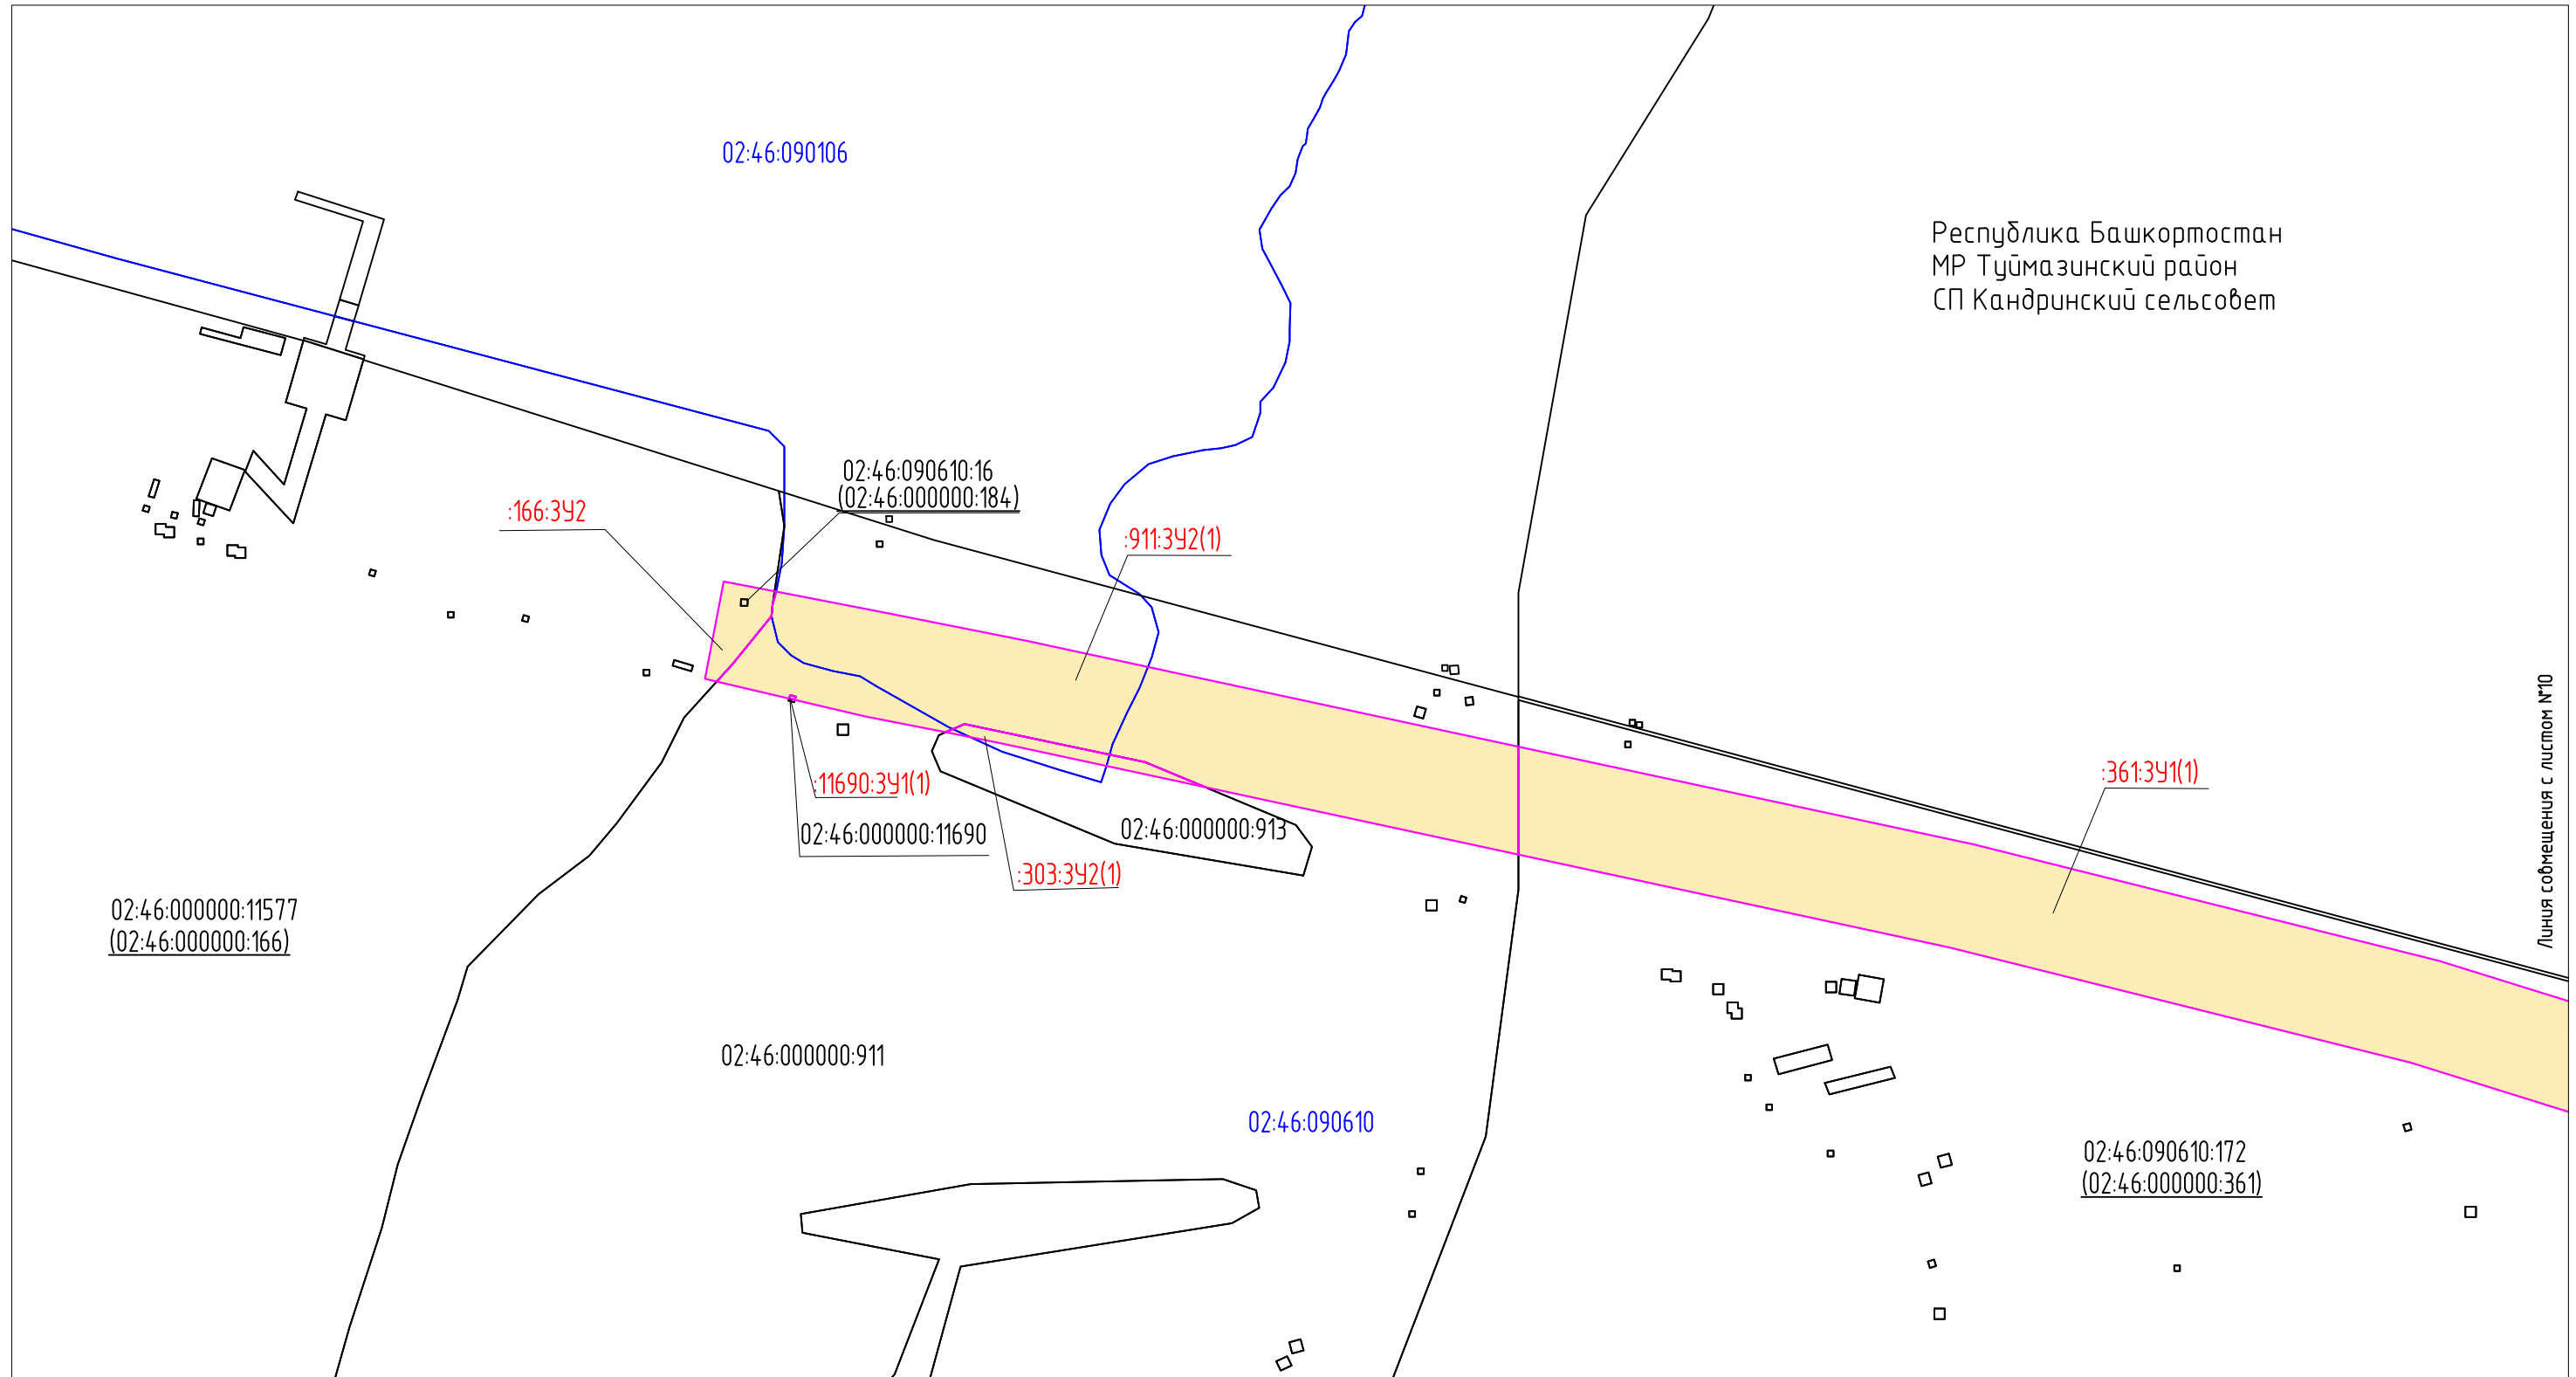 02:46:090106
Республика Башкортостан
МР Туймазинский район
СП Кандринский сельсовет
02:46:090610:16
(02:46:000000:184)
:166:ЗУ2
:911:ЗУ2(1)
:361:ЗУ1(1)
:11690:ЗУ1(1)
02:46:000000:11690
02:46:000000:913
:303:ЗУ2(1)
Линия совмещения с листом №10
02:46:000000:11577
(02:46:000000:166)
02:46:000000:911
02:46:090610
02:46:090610:172
(02:46:000000:361)